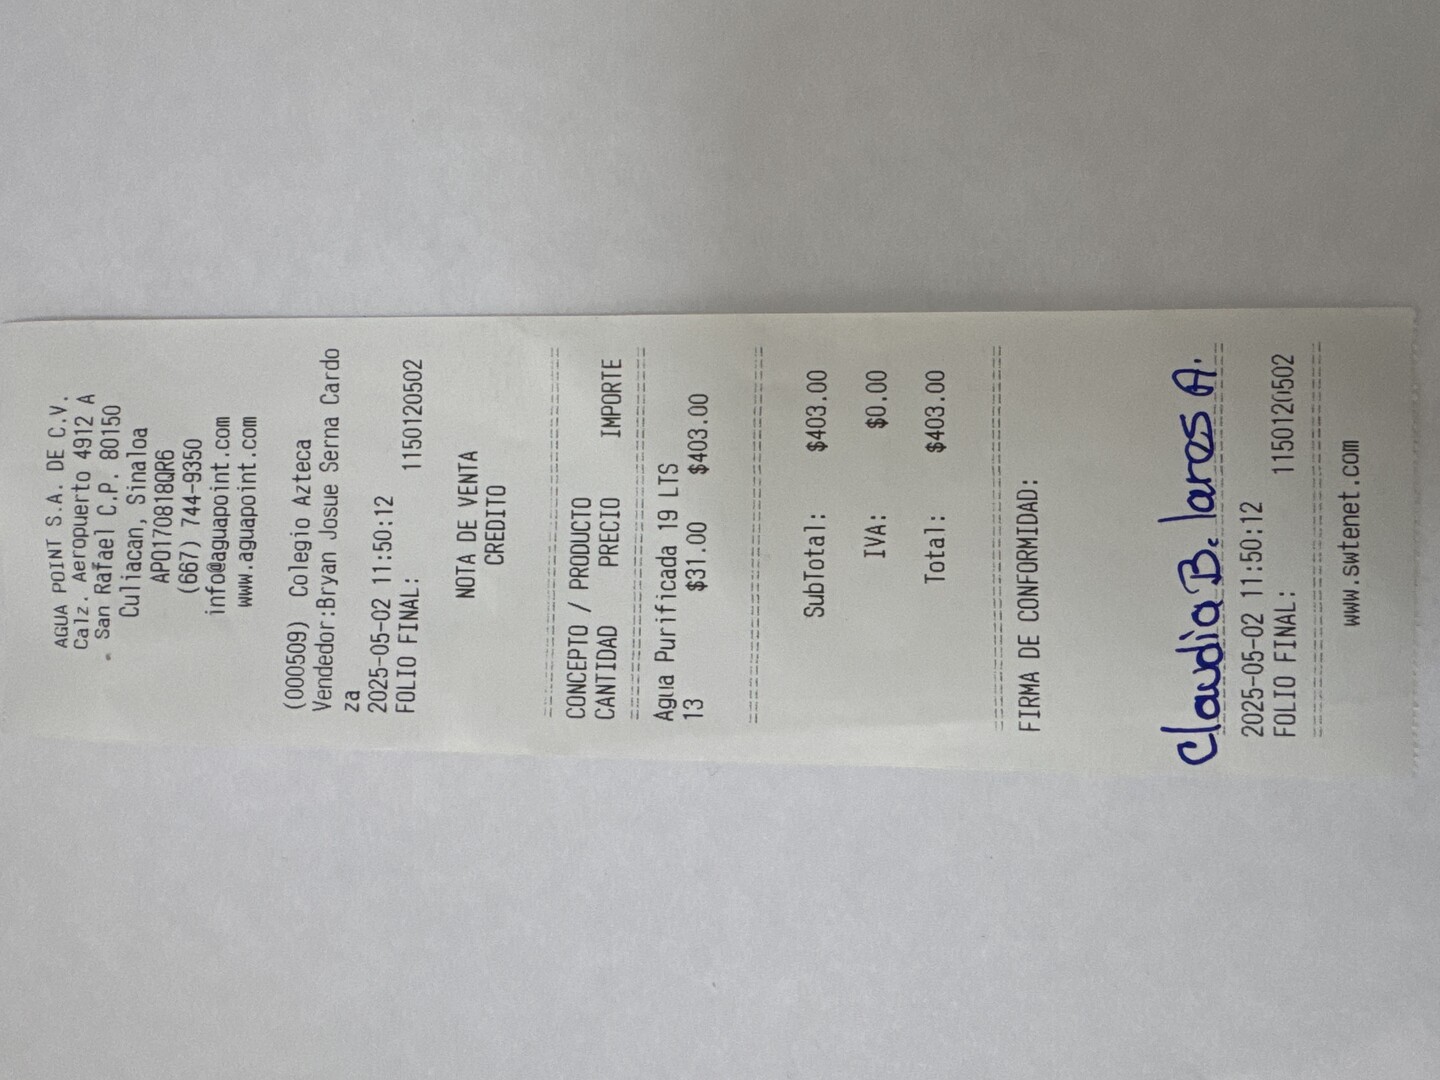 AGUA POINT S.A. DE C.V.
Calz. Aeropuerto 4912 A
- San Rafael C.P. 80150
Culiacan, Sinaloa
APO170818QR6
(667) 744-9350
info@aguapoint.com
www.aguapoint.com
(000509) Colegio Azteca
Vendedor:Bryan Josue Serna Cardo
za
2025-05-02 11:50:12
FOLIO FINAL: 1150120502
NOTA DE VENTA
CREDITO
================================
CONCEPTO / PRODUCTO
CANTIDAD PRECIO IMPORTE
================================
Agua Purificada 19 LTS
13 $31.00 $403.00
================================
SubTotal: $403.00
IVA: $0.00
Total: $403.00
================================
FIRMA DE CONFORMIDAD:
Claudia B. lares A.
================================
2025-05-02 11:50:12
FOLIO FINAL: 1150120502
================================
www.swtenet.com